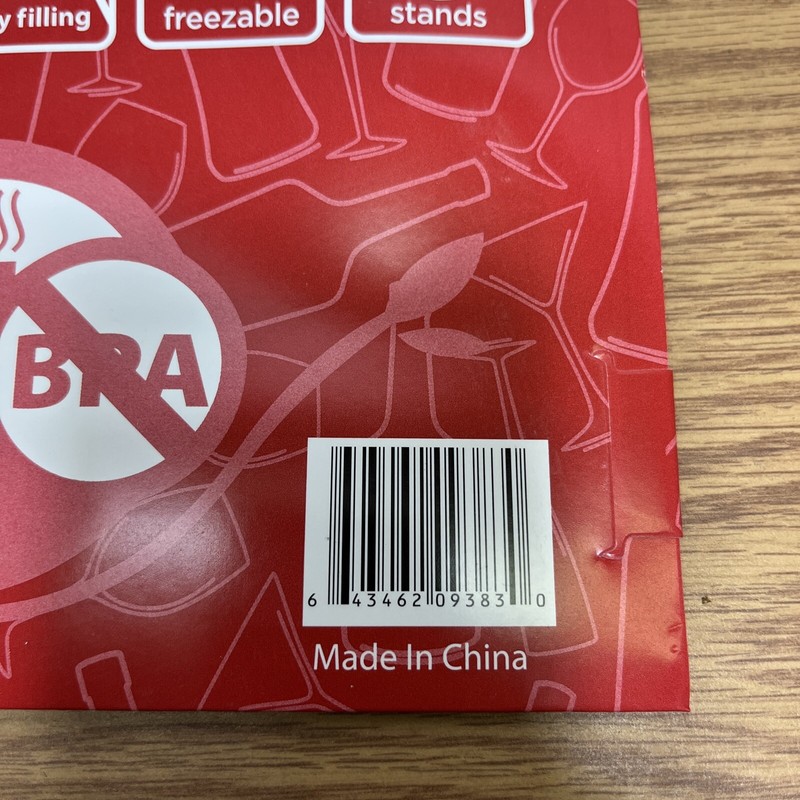 y filling
freezable
stands
BPA
6 43462 09383 0
Made In China